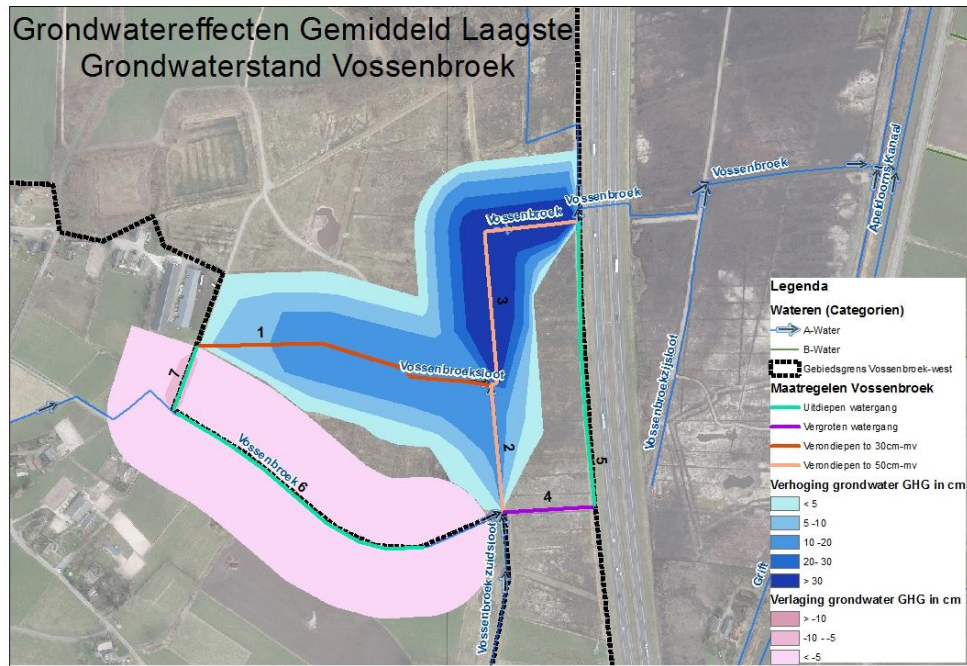 Grondwatereffecten Gemiddeld Laagste
Grondwaterstand Vossenbroek
Vossenbroek
Vossenbroek
Vossenbroek
Apeldoorns Kanaal
3
1
Vossenbroeksloot
7
Vossenbroekzijsloot
2
5
Vossenbroek
6
4
Vossenbroek zuidsloot
Grift
Legenda
Wateren (Categorien)
A-Water
B-Water
Gebiedsgrens Vossenbroek-west
Maatregelen Vossenbroek
Uitdiepen watergang
Vergroten watergang
Verondiepen to 30cm-mv
Verondiepen to 50cm-mv
Verhoging grondwater GHG in cm
< 5
5 -10
10 -20
20- 30
> 30
Verlaging grondwater GHG in cm
> -10
-10 - -5
< -5